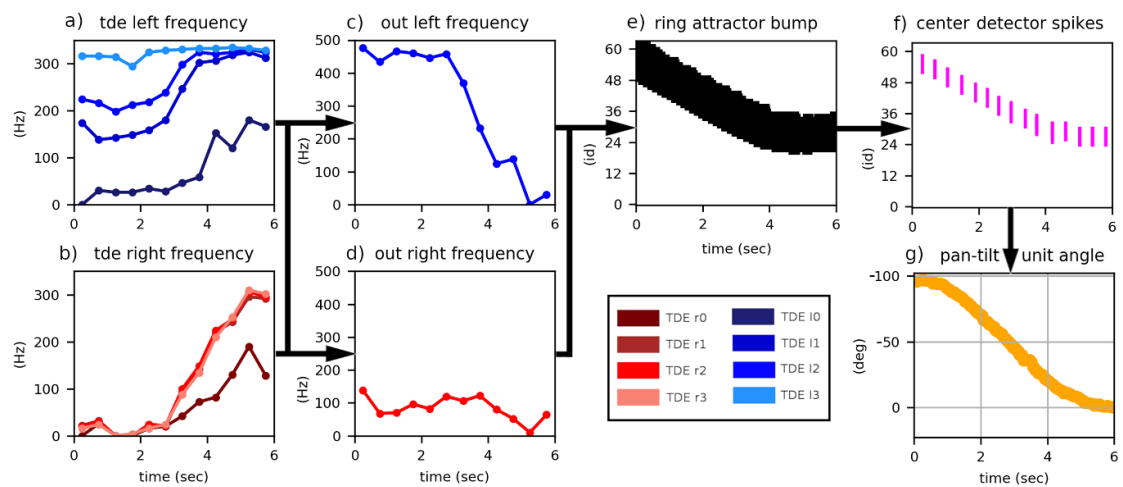 a) tde left frequency
300
200
100
0
(Hz)
0 2 4 6
b) tde right frequency
300
200
100
0
(Hz)
0 2 4 6
time (sec)
c) out left frequency
500
400
300
200
100
0
(Hz)
0 2 4 6
d) out right frequency
500
400
300
200
100
0
(Hz)
0 2 4 6
time (sec)
e) ring attractor bump
60
48
36
24
12
0
(id)
0 2 4 6
time (sec)
TDE r0 TDE l0
TDE r1 TDE l1
TDE r2 TDE l2
TDE r3 TDE l3
f) center detector spikes
60
48
36
24
12
0
(id)
0 2 4 6
g) pan-tilt unit angle
-100
−50
0
(deg)
0 2 4 6
time (sec)